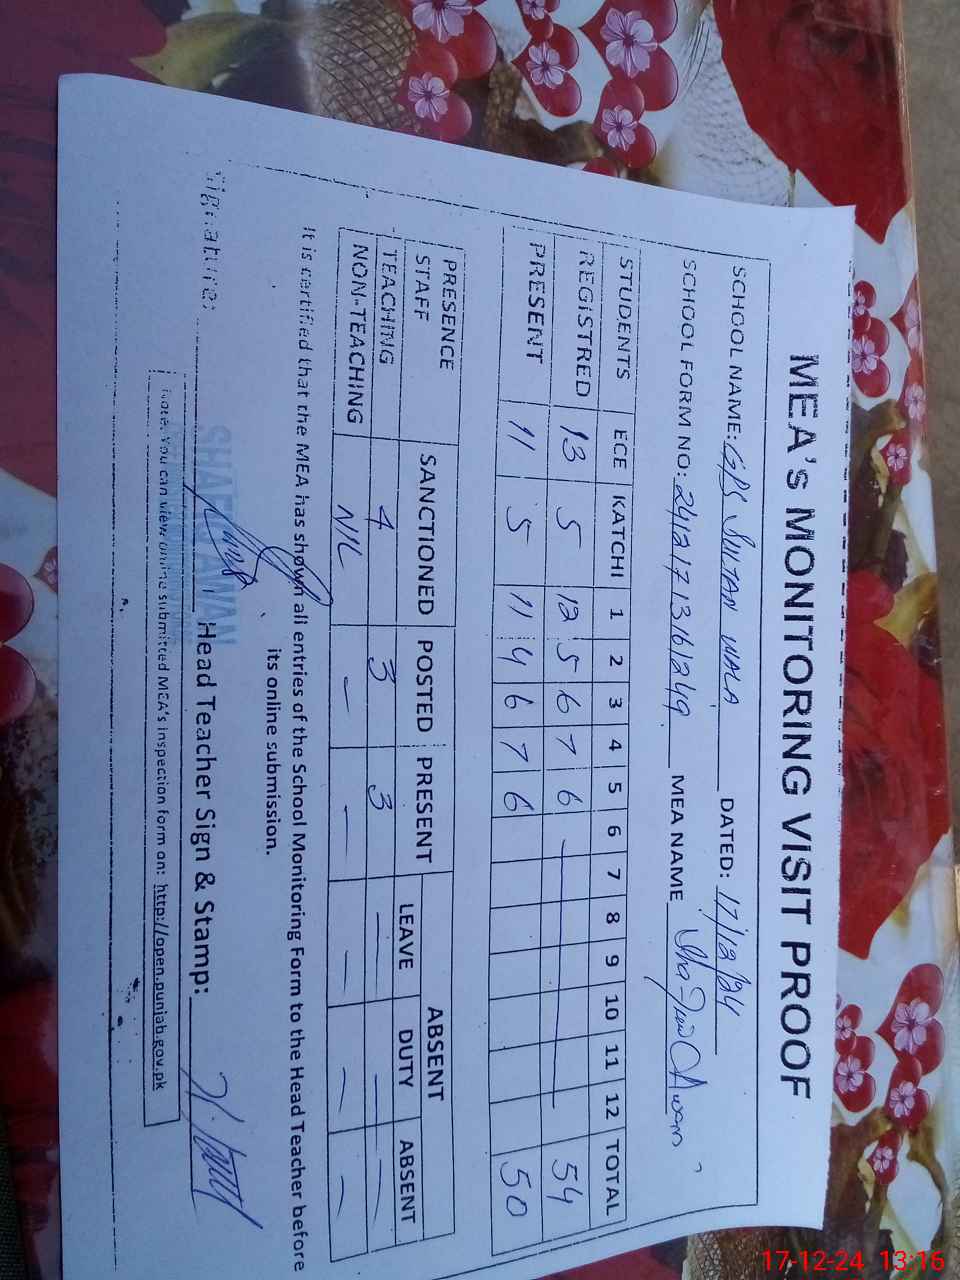 MEA'S MONITORING VISIT PROOF
SCHOOL NAME: GPS SULTAN WALA DATED: 17/12/24
SCHOOL FORM NO: 2412171316249 MEA NAME Awan
STUDENTS ECE KATCHI 1 2 3 4 5 6 7 8 9 10 11 12 TOTAL
REGISTRED 13 5 12 5 6 7 6 54
PRESENT 11 5 11 4 6 7 6 50
PRESENCE STAFF SANCTIONED POSTED PRESENT ABSENT
LEAVE DUTY ABSENT
TEACHING 4 3 3 — — —
NON-TEACHING NIL — — — — —
It is certified that the MEA has shown all entries of the School Monitoring Form to the Head Teacher before
its online submission.
Signature: Head Teacher Sign & Stamp:
AWAN
Note: You can view online submitted MEA's inspection form on: http://open.punjab.gov.pk
17-12-24 13:16